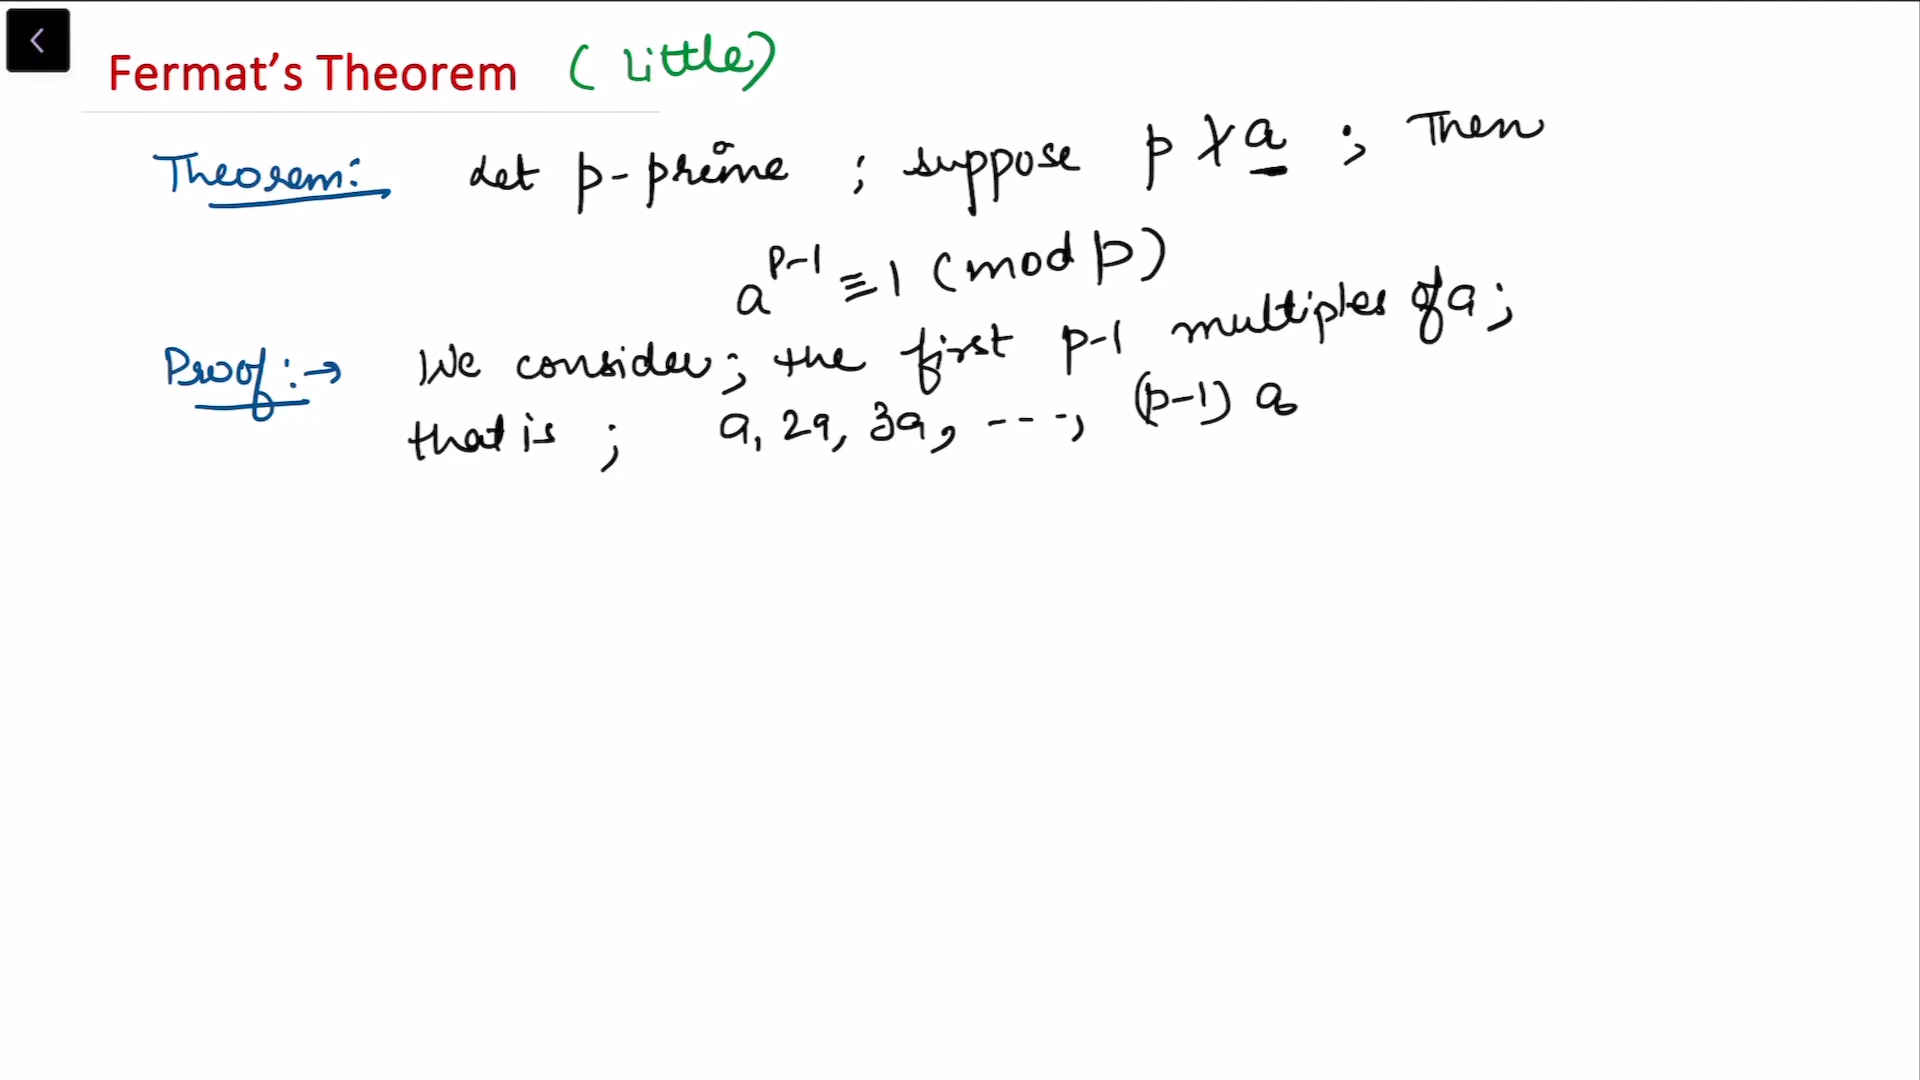 Fermat's Theorem (Little)
Theorem: Let p-prime ; suppose p ∤ a ; Then
a^{p-1} ≡ 1 (mod p)
Proof:→ We consider; the first p-1 multiples of a;
that is ; a, 2a, 3a, ---, (p-1) a.